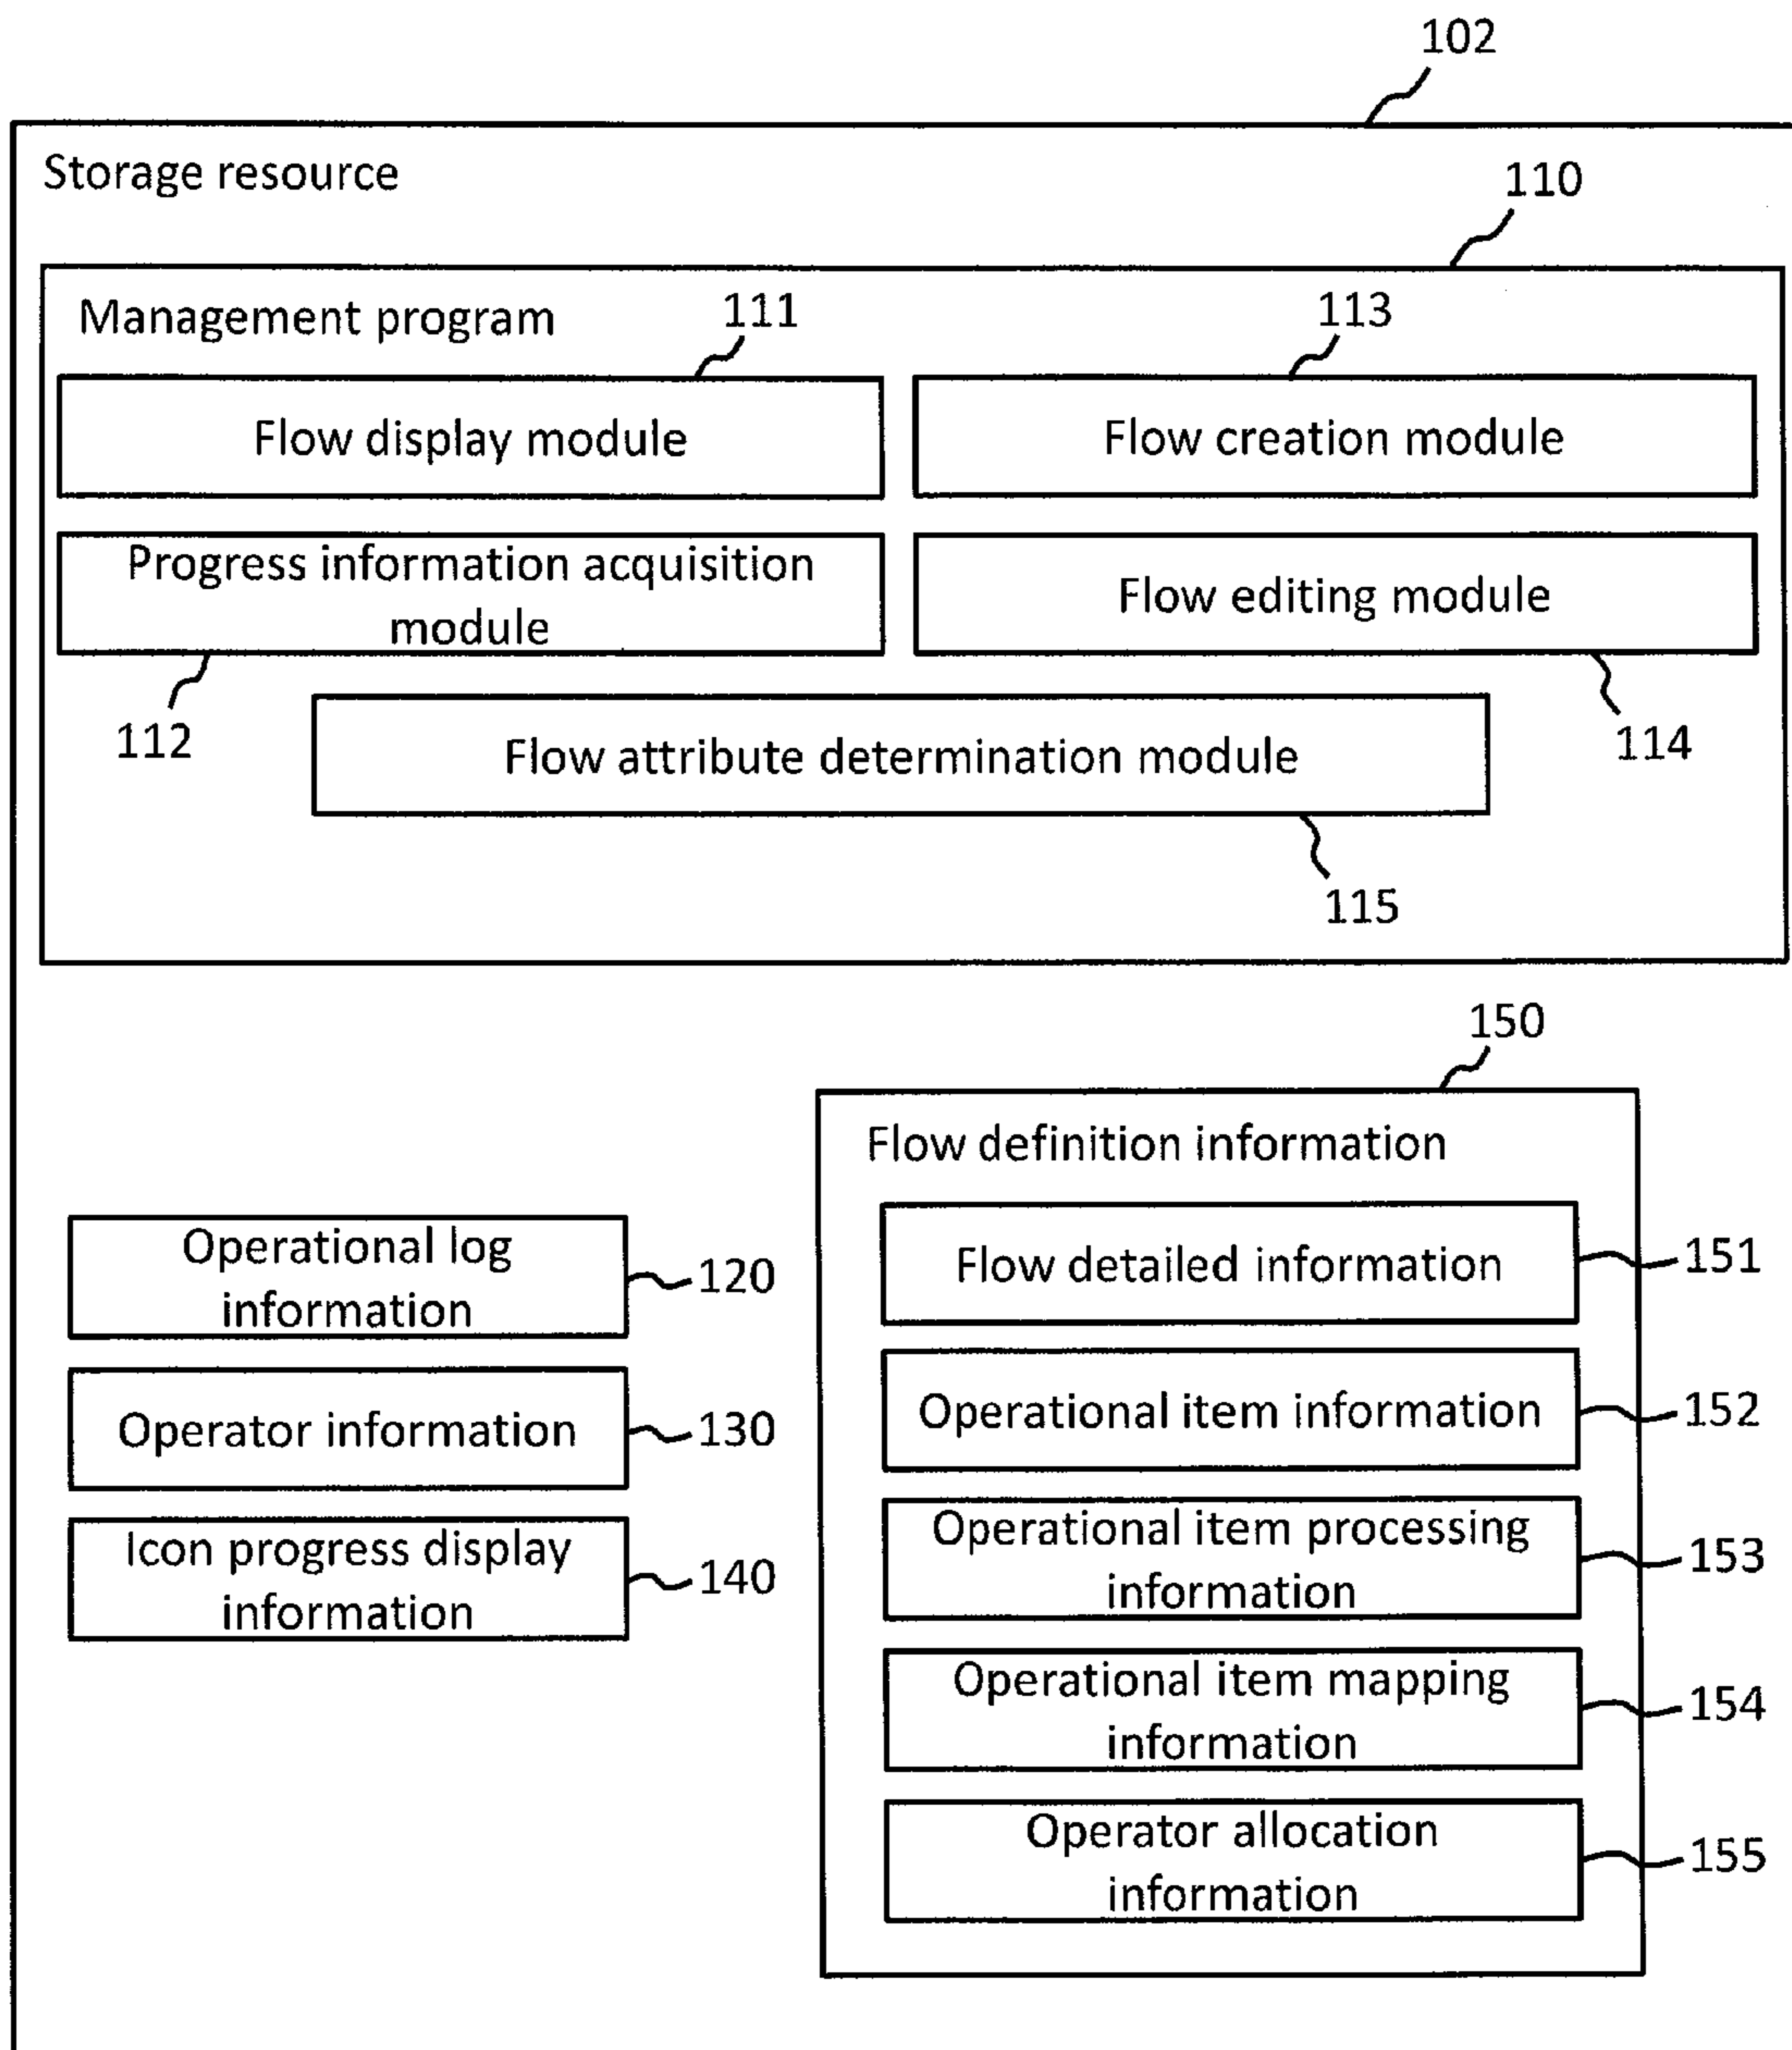 102
Storage resource
110
Management program
111
113
Flow display module
Flow creation module
Progress information acquisition
module
Flow editing module
112
114
Flow attribute determination module
115
150
Flow definition information
Operational log
information
120
Flow detailed information
151
Operator information
130
Operational item information
152
Icon progress display
information
140
Operational item processing
information
153
Operational item mapping
information
154
Operator allocation
information
155